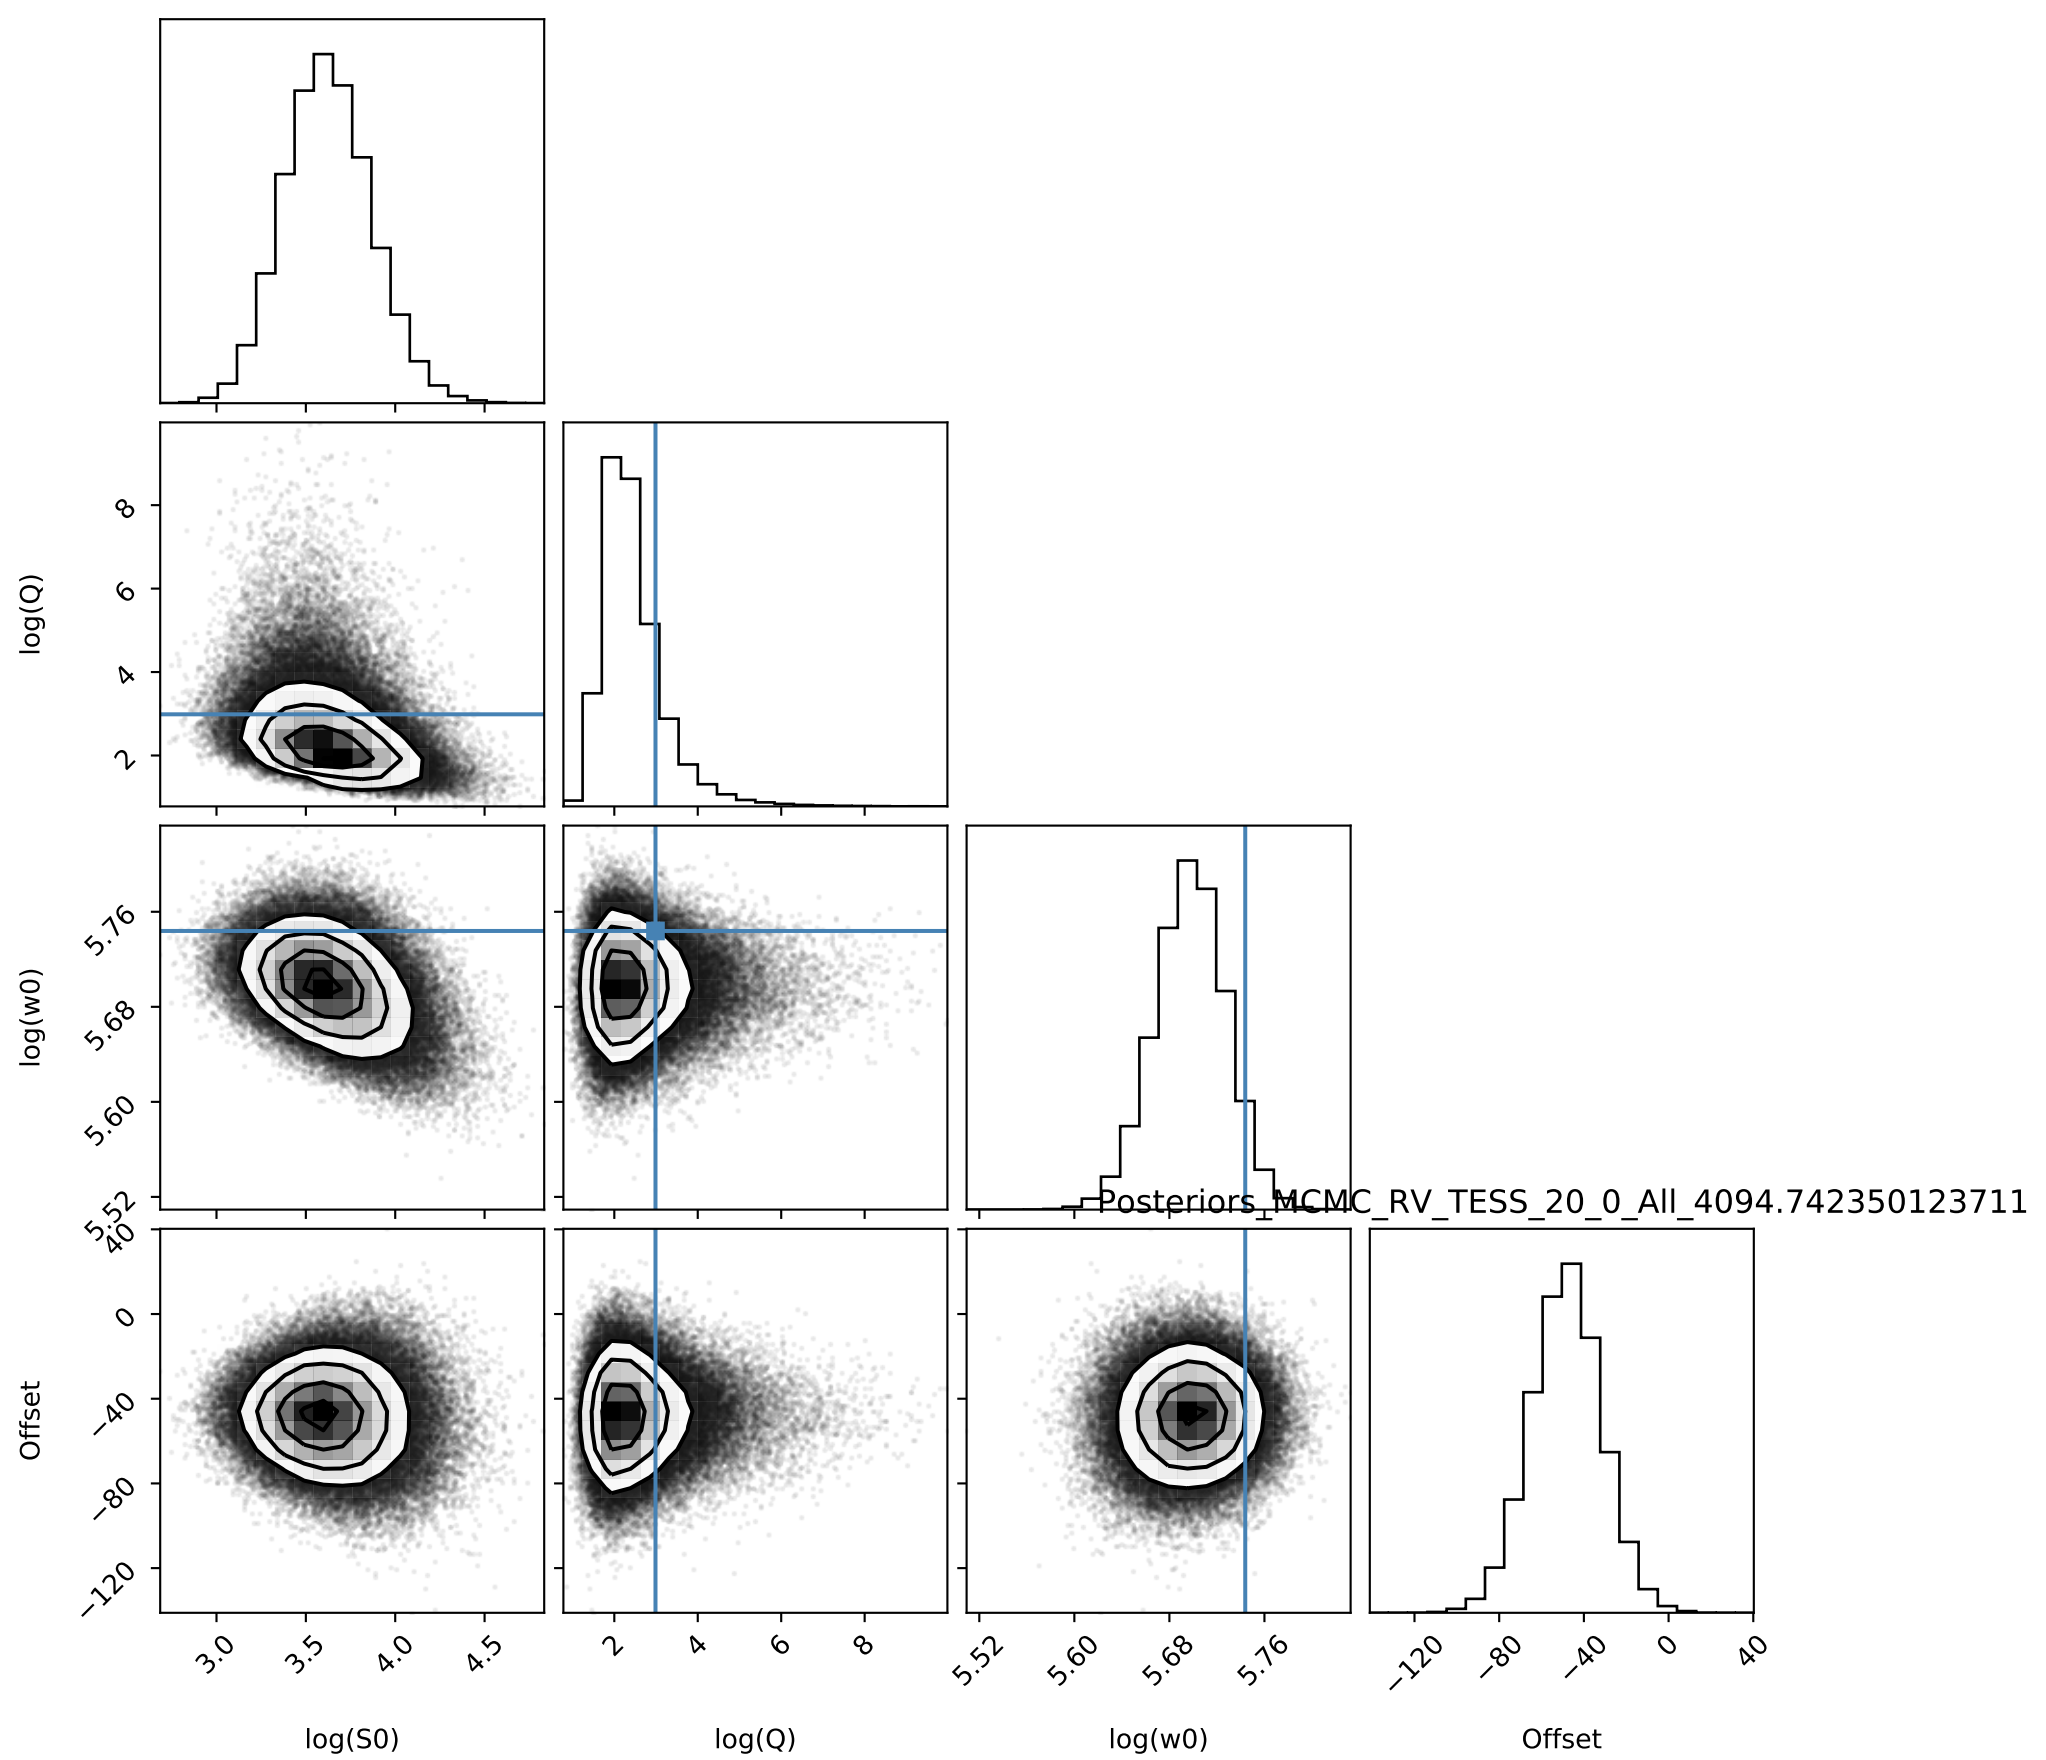 log(Q)
8
6
4
2
log(w0)
5.76
5.68
5.60
5.52
Posteriors_MCMC_RV_TESS_20_0_All_4094.742350123711
Offset
40
0
−40
−80
−120
3.0 3.5 4.0 4.5 2 4 6 8 5.52 5.60 5.68 5.76 −120 −80 −40 0 40
log(S0) log(Q) log(w0) Offset